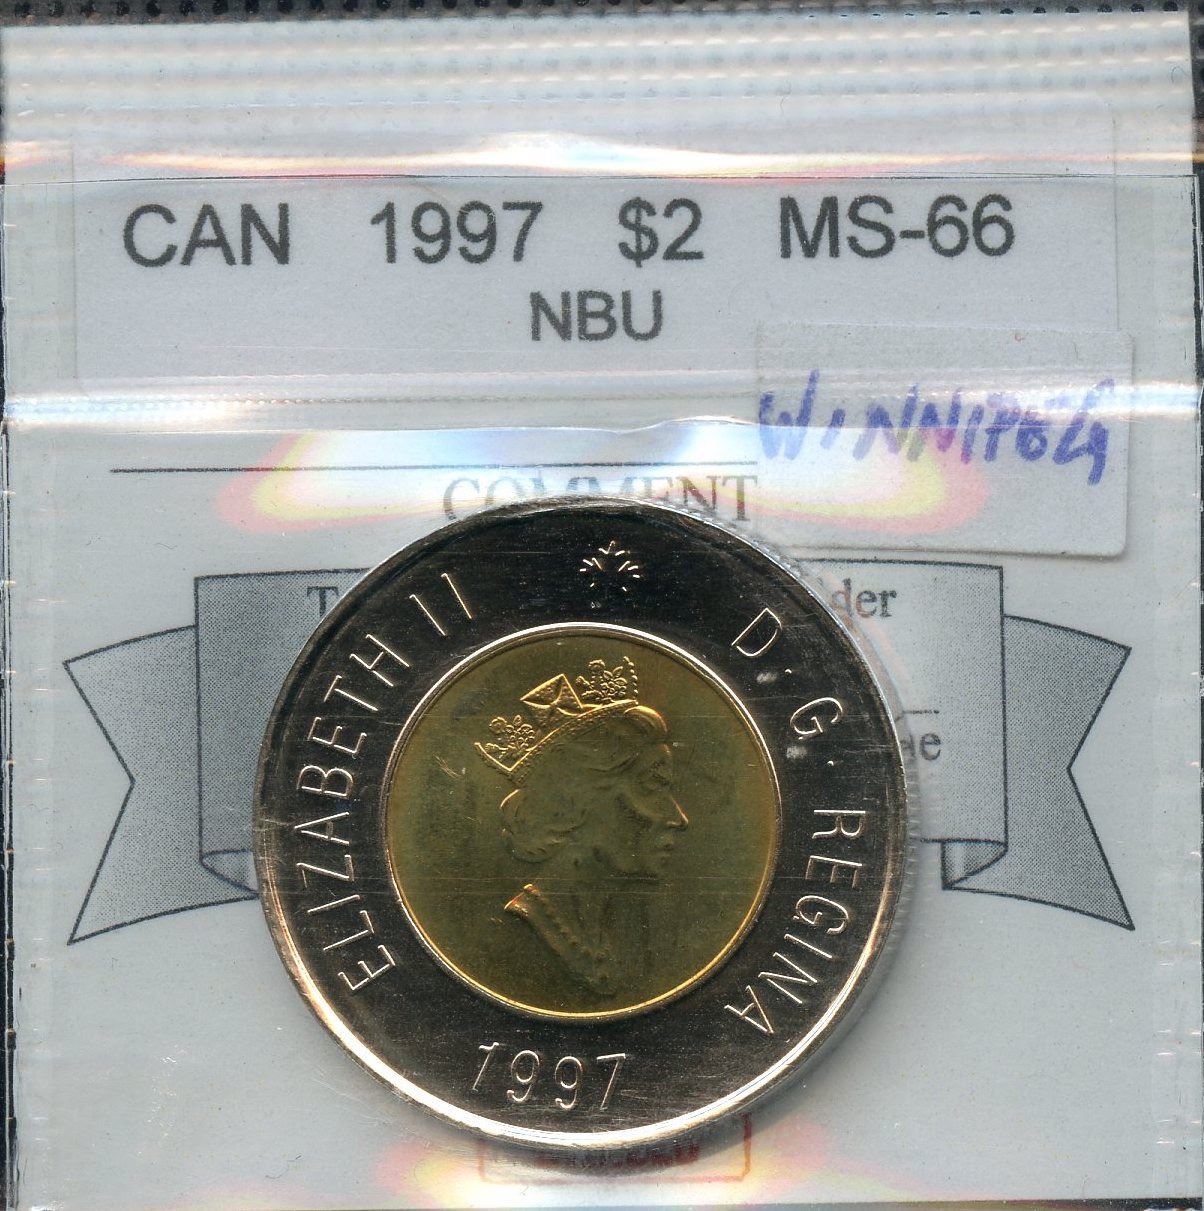 CAN 1997 $2 MS-66
NBU
WINNIPEG
COMMENT
ELIZABETH II D·G·REGINA
1997